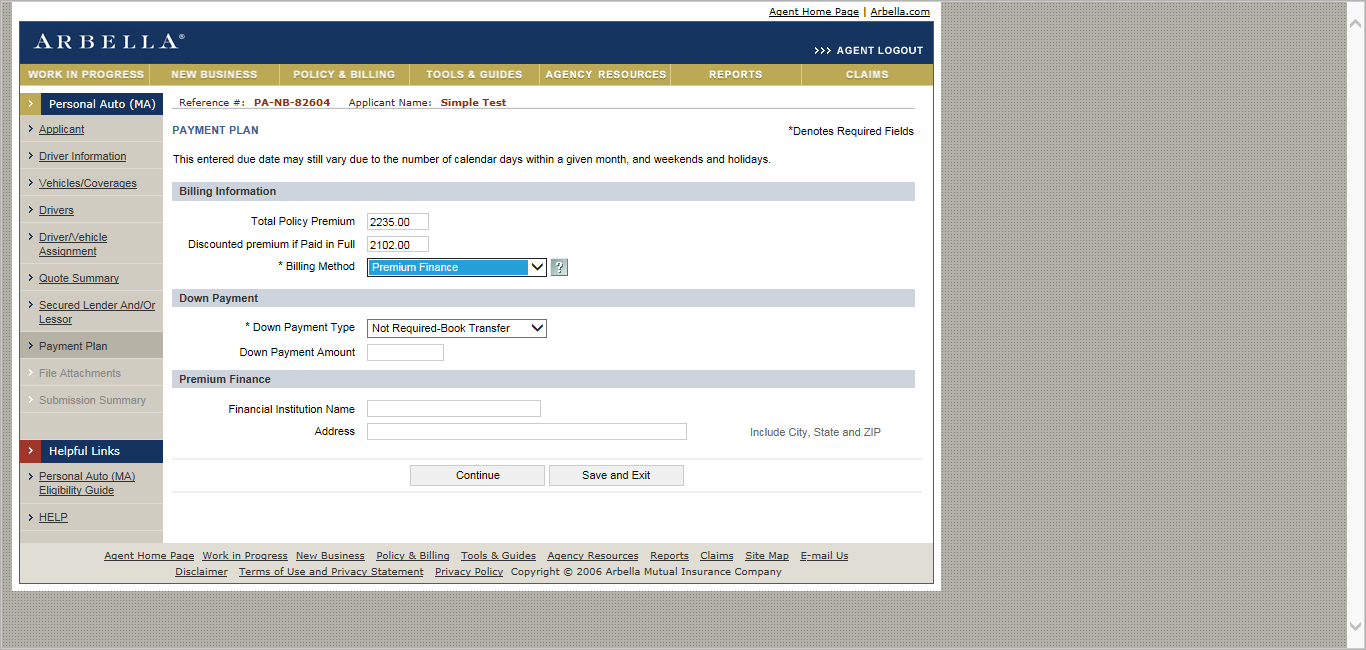 Agent Home Page | Arbella.com
ARBELLA®
>>> AGENT LOGOUT
WORK IN PROGRESS NEW BUSINESS POLICY & BILLING TOOLS & GUIDES AGENCY RESOURCES REPORTS CLAIMS
Personal Auto (MA)
Applicant
Driver Information
Vehicles/Coverages
Drivers
Driver/Vehicle
Assignment
Quote Summary
Secured Lender And/Or
Lessor
Payment Plan
File Attachments
Submission Summary
Helpful Links
Personal Auto (MA)
Eligibility Guide
HELP
Reference #: PA-NB-82604 Applicant Name: Simple Test
PAYMENT PLAN *Denotes Required Fields
This entered due date may still vary due to the number of calendar days within a given month, and weekends and holidays.
Billing Information
Total Policy Premium 2235.00
Discounted premium if Paid in Full 2102.00
* Billing Method Premium Finance ?
Down Payment
* Down Payment Type Not Required-Book Transfer
Down Payment Amount
Premium Finance
Financial Institution Name
Address Include City, State and ZIP
Continue Save and Exit
Agent Home Page Work in Progress New Business Policy & Billing Tools & Guides Agency Resources Reports Claims Site Map E-mail Us
Disclaimer Terms of Use and Privacy Statement Privacy Policy Copyright © 2006 Arbella Mutual Insurance Company